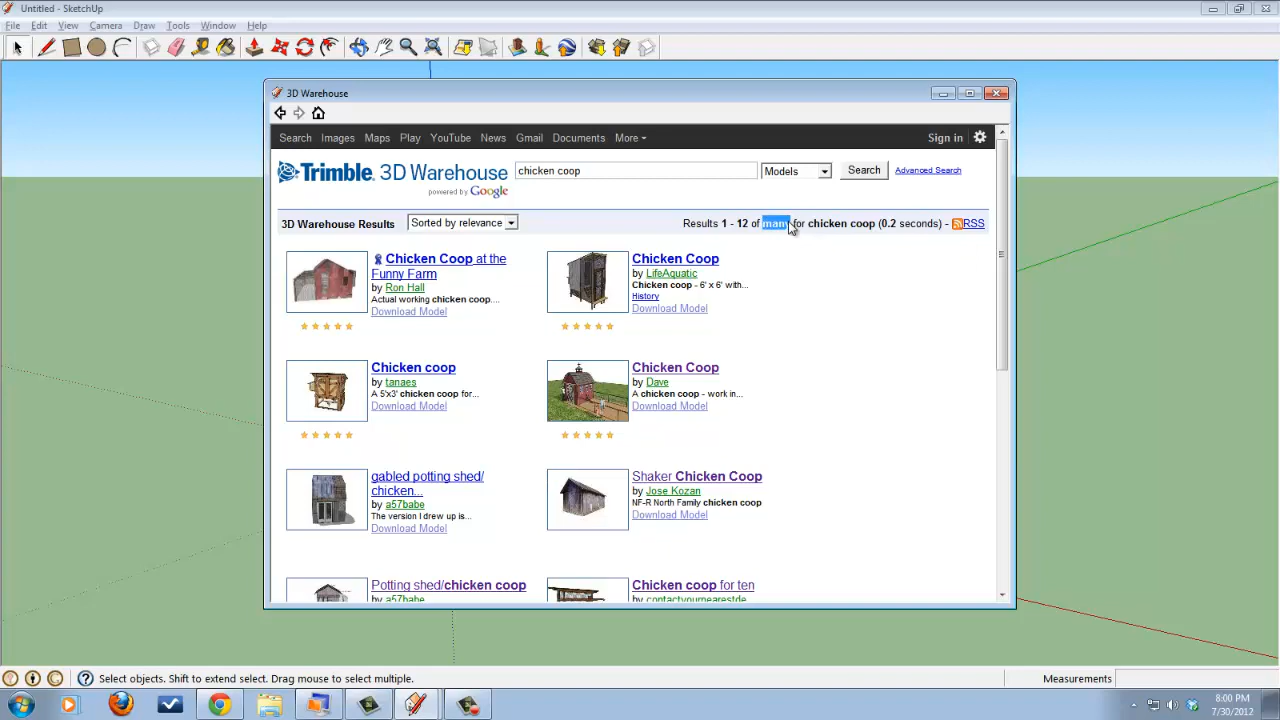 Untitled - SketchUp
File Edit View Camera Draw Tools Window Help
3D Warehouse
Search Images Maps Play YouTube News Gmail Documents More Sign in
Trimble. 3D Warehouse chicken coop Models Search Advanced Search
powered by Google
3D Warehouse Results Sorted by relevance Results 1 - 12 of many for chicken coop (0.2 seconds) - RSS
Chicken Coop at the
Funny Farm
by Ron Hall
Actual working chicken coop....
Download Model
Chicken Coop
by LifeAquatic
Chicken coop - 6' x 6' with...
History
Download Model
Chicken coop
by tanaes
A 5'x3' chicken coop for...
Download Model
Chicken Coop
by Dave
A chicken coop - work in...
Download Model
gabled potting shed/
chicken...
by a57babe
The version I drew up is...
Download Model
Shaker Chicken Coop
by Jose Kozan
NF-R North Family chicken coop
Download Model
Potting shed/chicken coop
by a57babe
Chicken coop for ten
by contactyournearestde
Select objects. Shift to extend select. Drag mouse to select multiple. Measurements
8:00 PM
7/30/2012